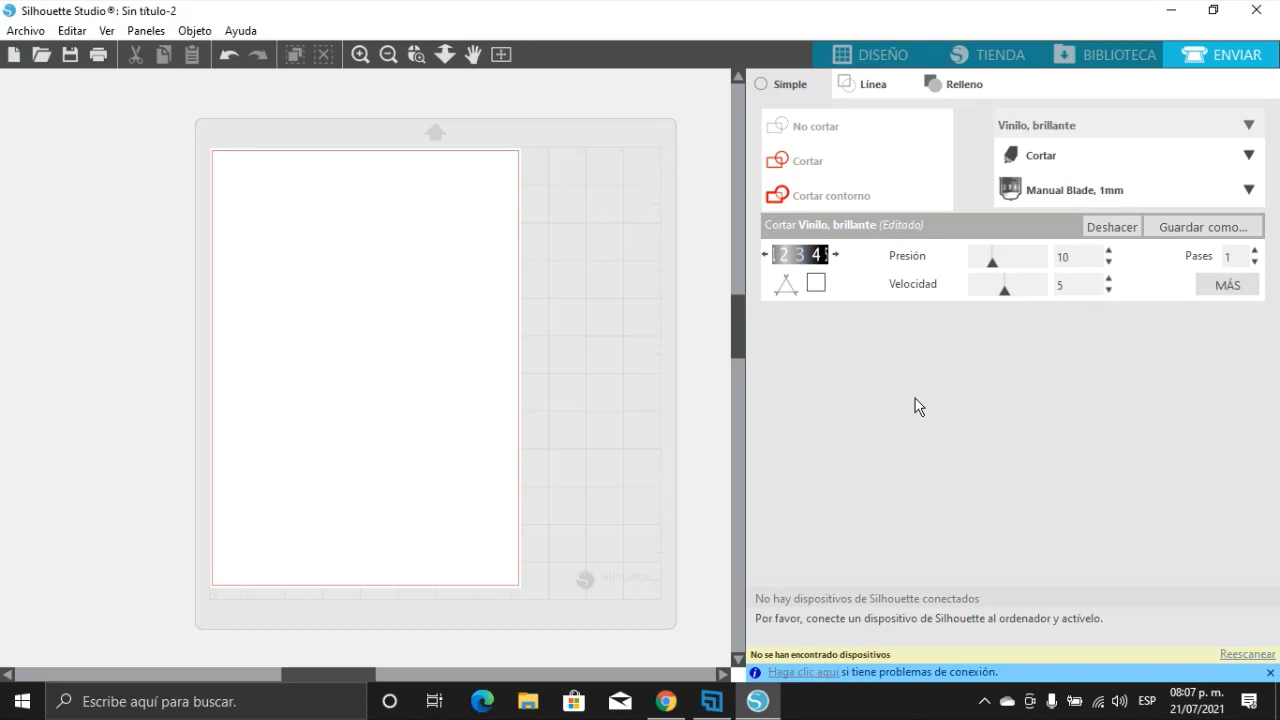 Silhouette Studio®: Sin título-2
Archivo Editar Ver Paneles Objeto Ayuda
DISEÑO TIENDA BIBLIOTECA ENVIAR
Simple Línea Relleno
No cortar
Cortar
Cortar contorno
Vinilo, brillante
Cortar
Manual Blade, 1mm
Cortar Vinilo, brillante (Editado) Deshacer Guardar como...
2 3 4 Presión 10 Pases 1
Velocidad 5 MÁS
silhouette
No hay dispositivos de Silhouette conectados
Por favor, conecte un dispositivo de Silhouette al ordenador y actívelo.
No se han encontrado dispositivos Reescanear
Haga clic aquí si tiene problemas de conexión.
Escribe aquí para buscar.
ESP
08:07 p. m.
21/07/2021